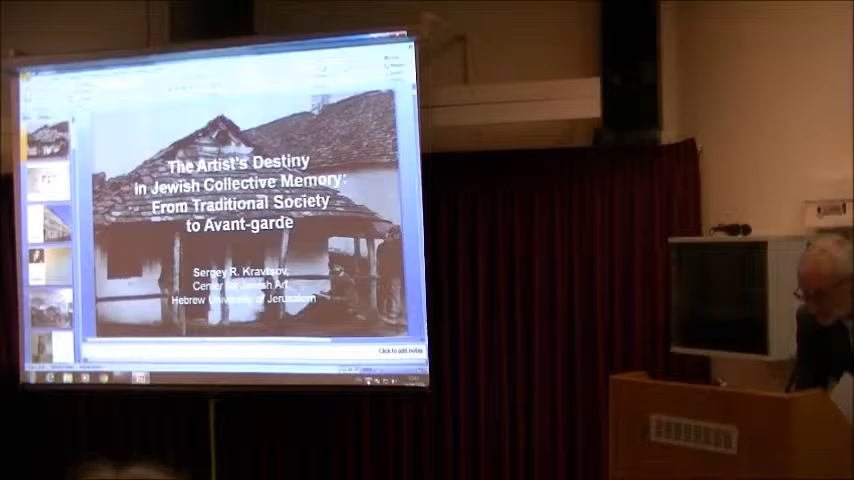 The Artist's Destiny
in Jewish Collective Memory:
From Traditional Society
to Avant-garde
Sergey R. Kravtsov,
Center for Jewish Art,
Hebrew University of Jerusalem
Click to add notes